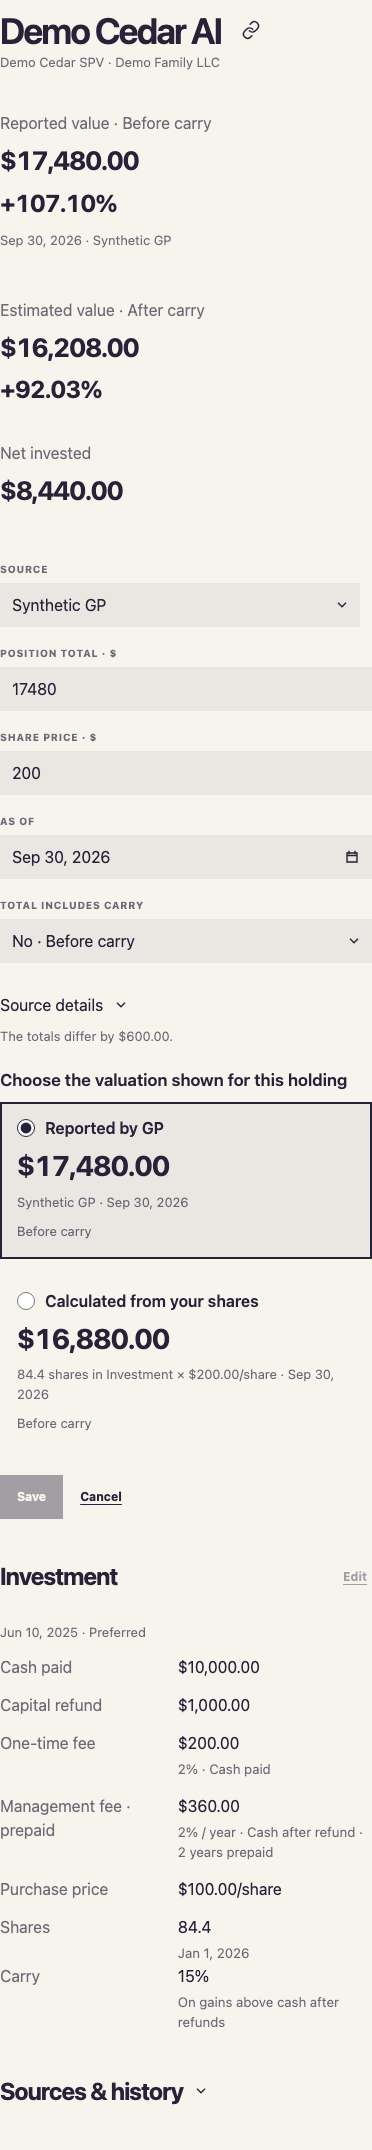 Demo Cedar AI
Demo Cedar SPV · Demo Family LLC
Reported value · Before carry
$17,480.00
+107.10%
Sep 30, 2026 · Synthetic GP
Estimated value · After carry
$16,208.00
+92.03%
Net invested
$8,440.00
SOURCE
Synthetic GP
POSITION TOTAL · $
17480
SHARE PRICE · $
200
AS OF
Sep 30, 2026
TOTAL INCLUDES CARRY
No · Before carry
Source details
The totals differ by $600.00.
Choose the valuation shown for this holding
Reported by GP
$17,480.00
Synthetic GP · Sep 30, 2026
Before carry
Calculated from your shares
$16,880.00
84.4 shares in Investment × $200.00/share · Sep 30,
2026
Before carry
Save Cancel
Investment Edit
Jun 10, 2025 · Preferred
Cash paid $10,000.00
Capital refund $1,000.00
One-time fee $200.00
2% · Cash paid
Management fee · $360.00
prepaid 2% / year · Cash after refund ·
2 years prepaid
Purchase price $100.00/share
Shares 84.4
Jan 1, 2026
Carry 15%
On gains above cash after
refunds
Sources & history